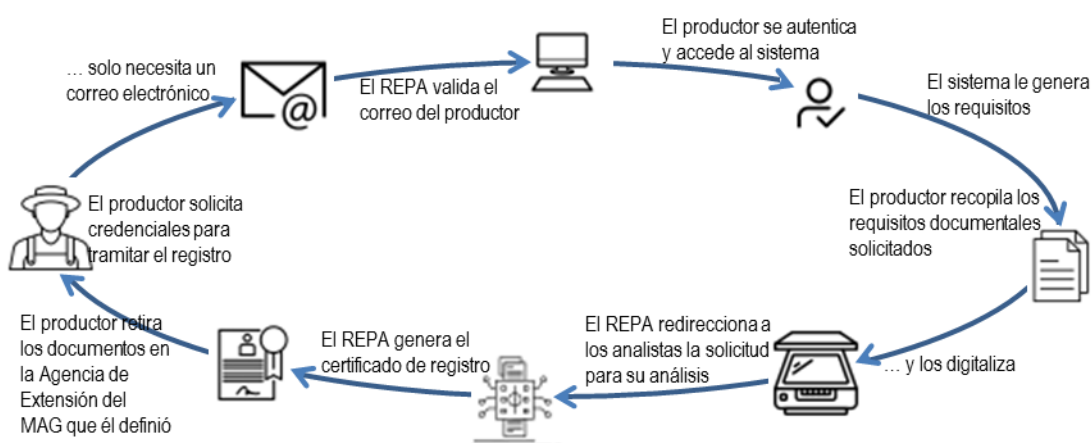 El productor solicita
credenciales para
tramitar el registro
... solo necesita un
correo electrónico
El REPA valida el
correo del productor
El productor se autentica
y accede al sistema
El sistema le genera
los requisitos
El productor recopila los
requisitos documentales
solicitados
... y los digitaliza
El REPA redirecciona a
los analistas la solicitud
para su análisis
El REPA genera el
certificado de registro
El productor retira
los documentos en
la Agencia de
Extensión del
MAG que él definió